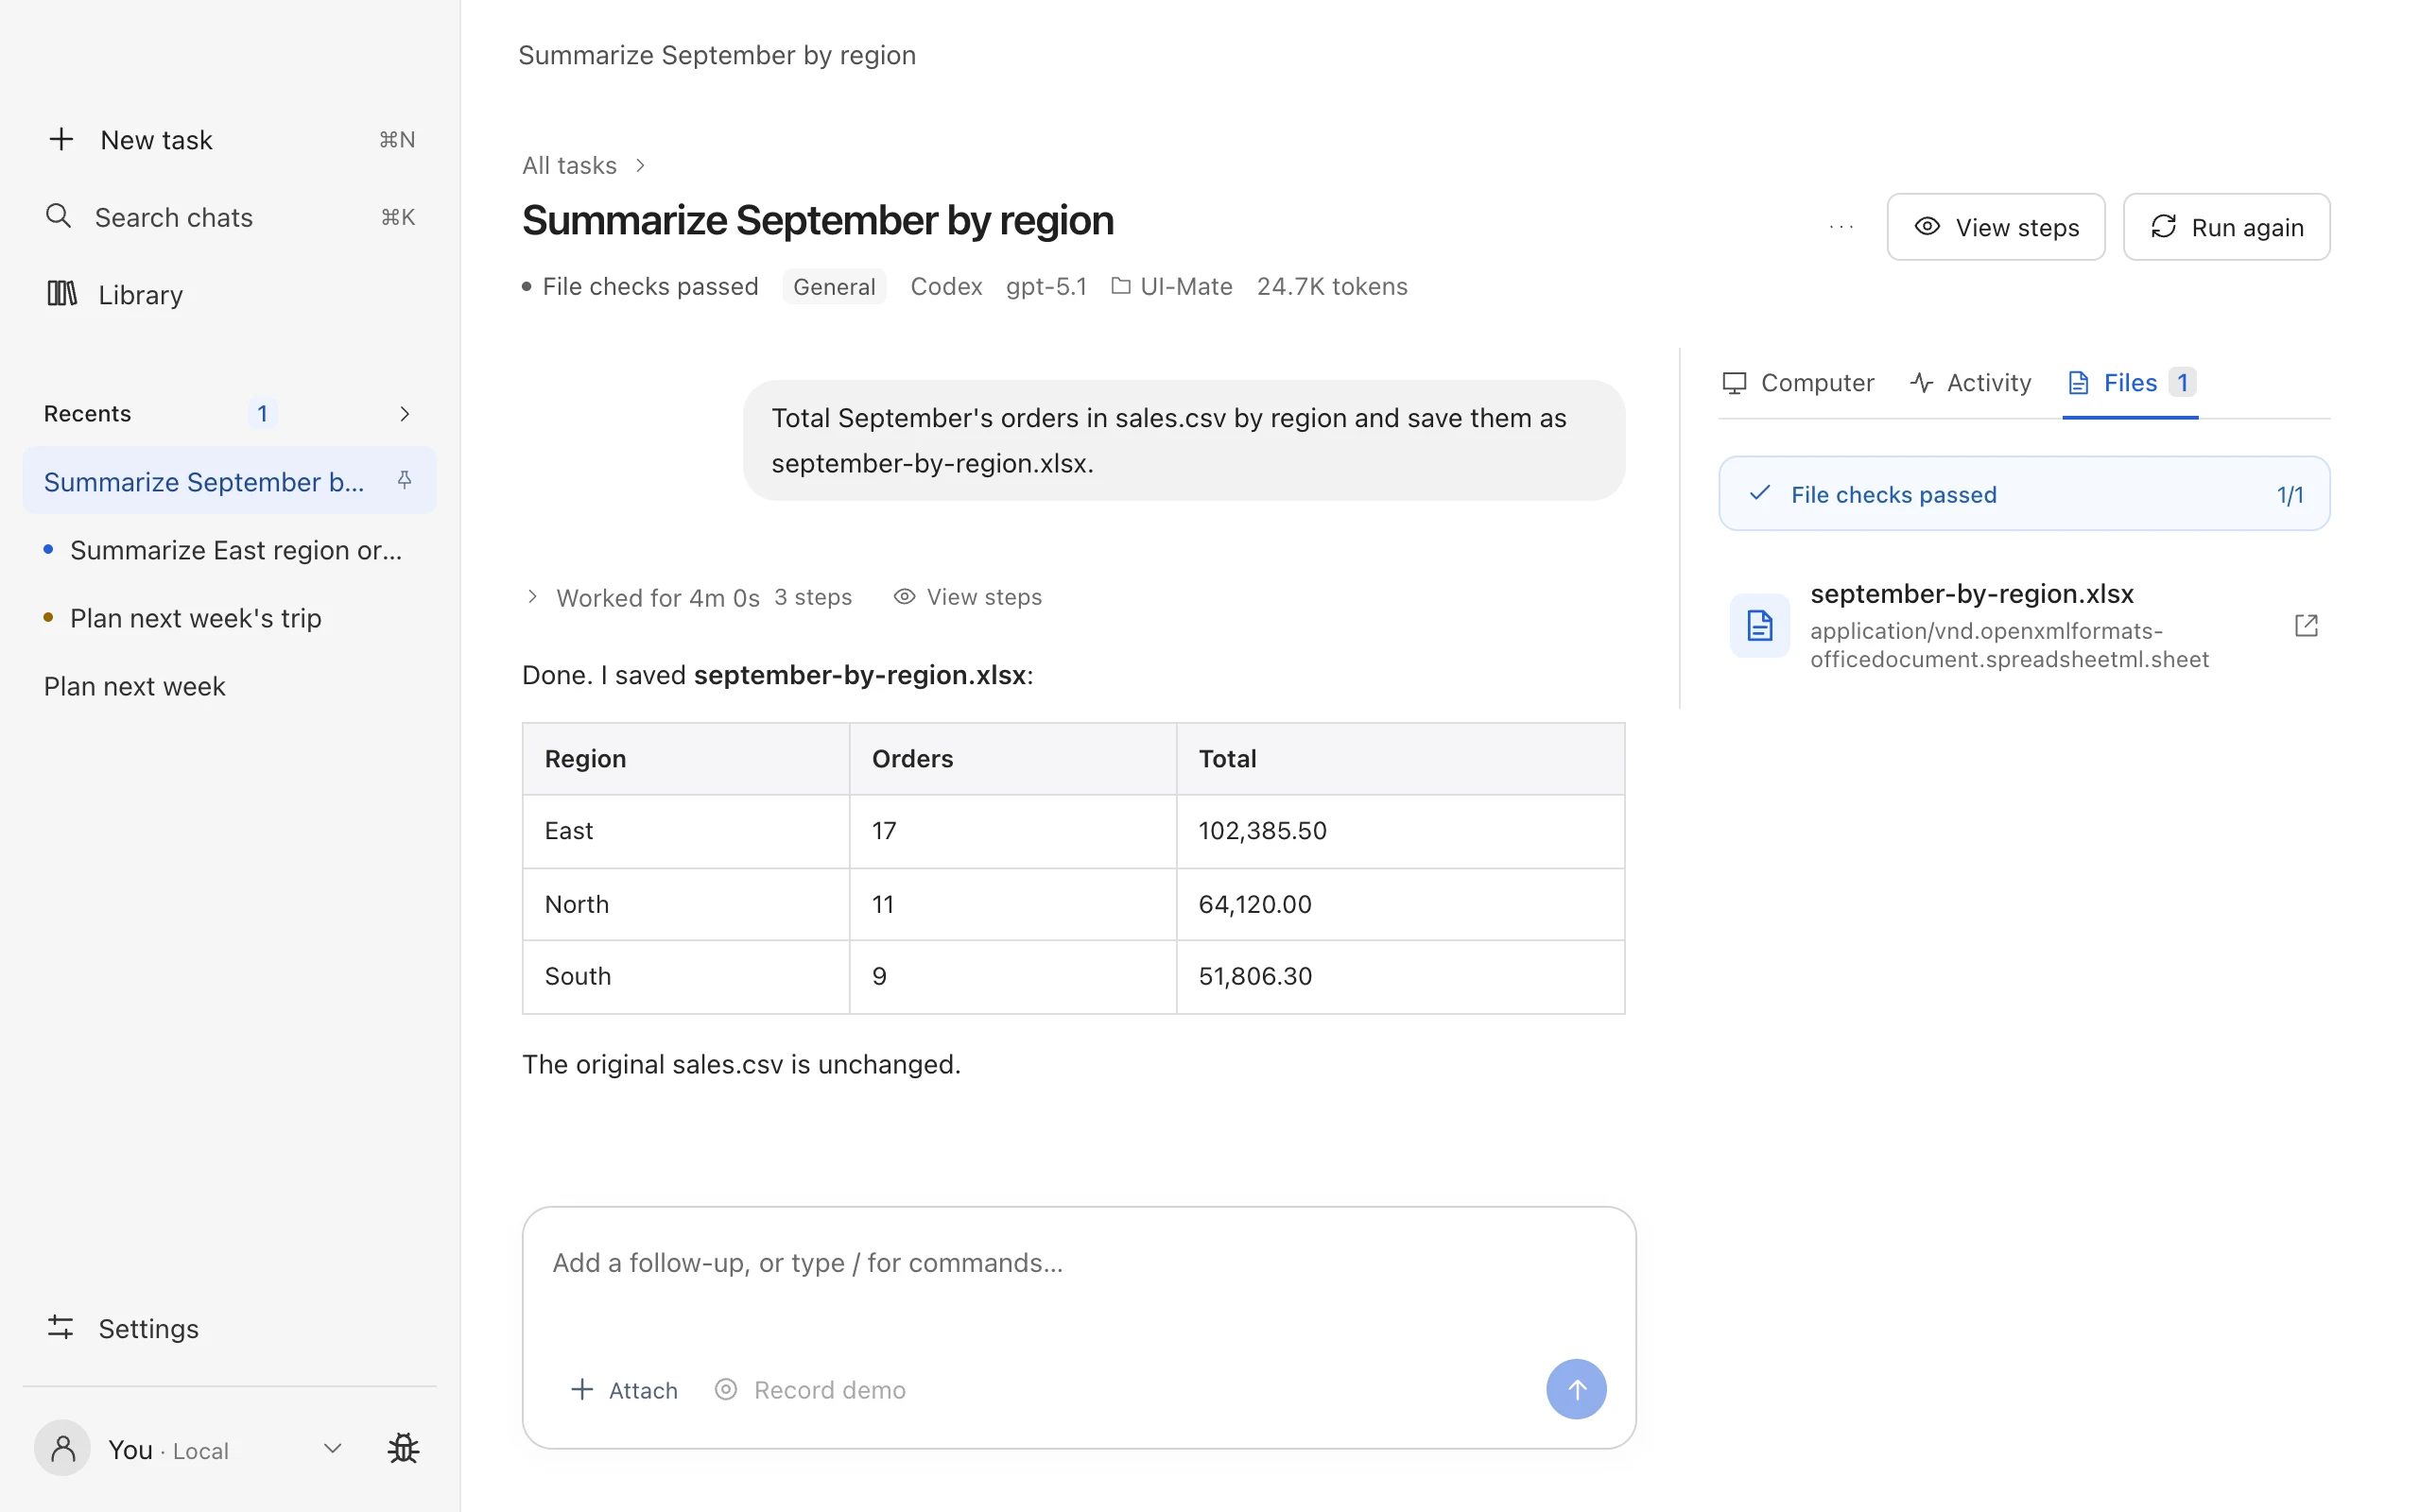 Summarize September by region
New task ⌘N
Search chats ⌘K
Library
Recents 1
Summarize September b...
Summarize East region or...
Plan next week's trip
Plan next week
Settings
You · Local
All tasks
Summarize September by region
··· View steps Run again
File checks passed General Codex gpt-5.1 UI-Mate 24.7K tokens
Total September's orders in sales.csv by region and save them as
september-by-region.xlsx.
Worked for 4m 0s 3 steps View steps
Done. I saved september-by-region.xlsx:
Region Orders Total
East 17 102,385.50
North 11 64,120.00
South 9 51,806.30
The original sales.csv is unchanged.
Add a follow-up, or type / for commands...
Attach Record demo
Computer Activity Files 1
File checks passed 1/1
september-by-region.xlsx
application/vnd.openxmlformats-
officedocument.spreadsheetml.sheet